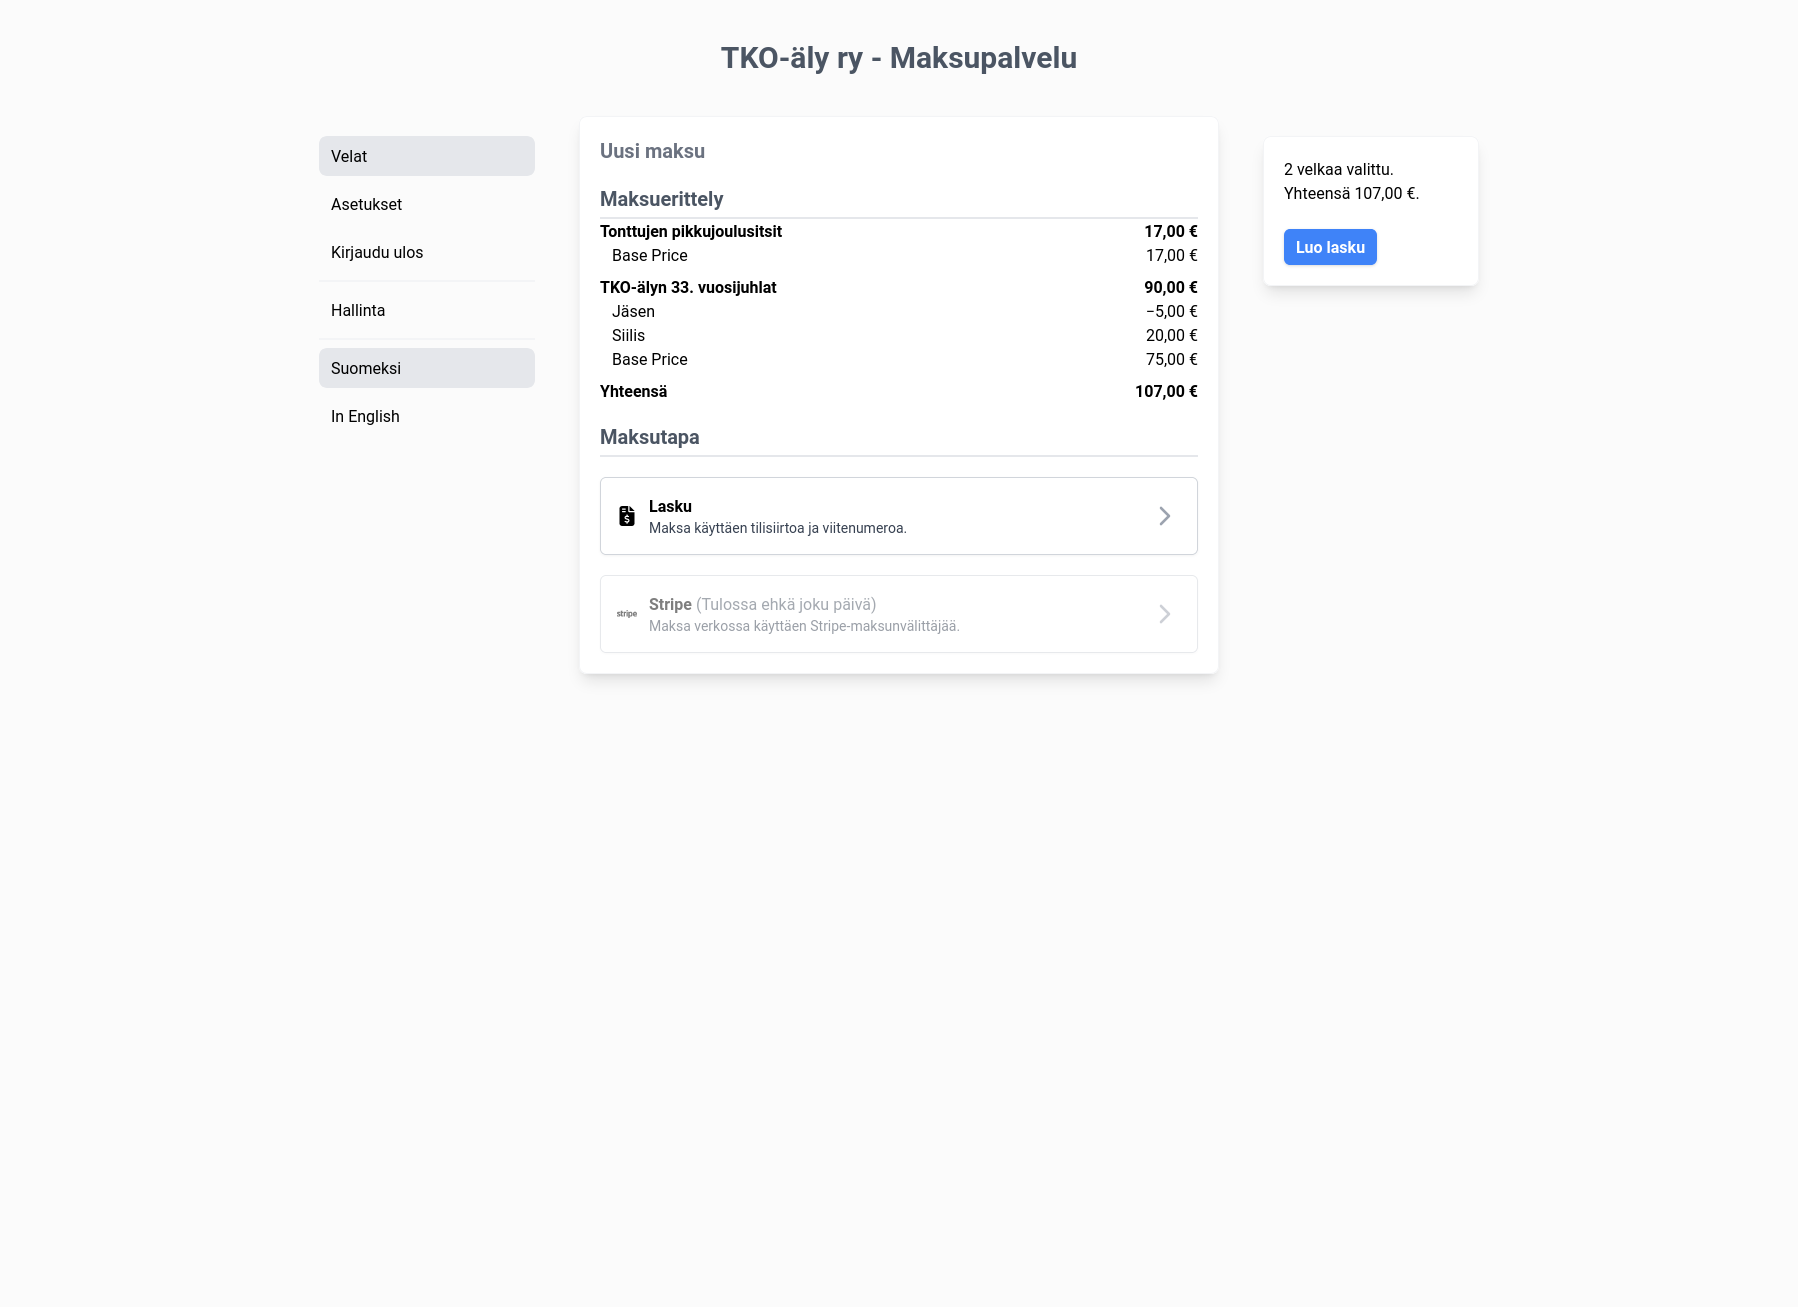 TKO-äly ry - Maksupalvelu
Velat
Asetukset
Kirjaudu ulos
Hallinta
Suomeksi
In English
Uusi maksu
Maksuerittely
Tonttujen pikkujoulusitsit 17,00 €
Base Price 17,00 €
TKO-älyn 33. vuosijuhlat 90,00 €
Jäsen −5,00 €
Siilis 20,00 €
Base Price 75,00 €
Yhteensä 107,00 €
Maksutapa
Lasku
Maksa käyttäen tilisiirtoa ja viitenumeroa.
stripe Stripe (Tulossa ehkä joku päivä)
Maksa verkossa käyttäen Stripe-maksunvälittäjää.
2 velkaa valittu.
Yhteensä 107,00 €.
Luo lasku